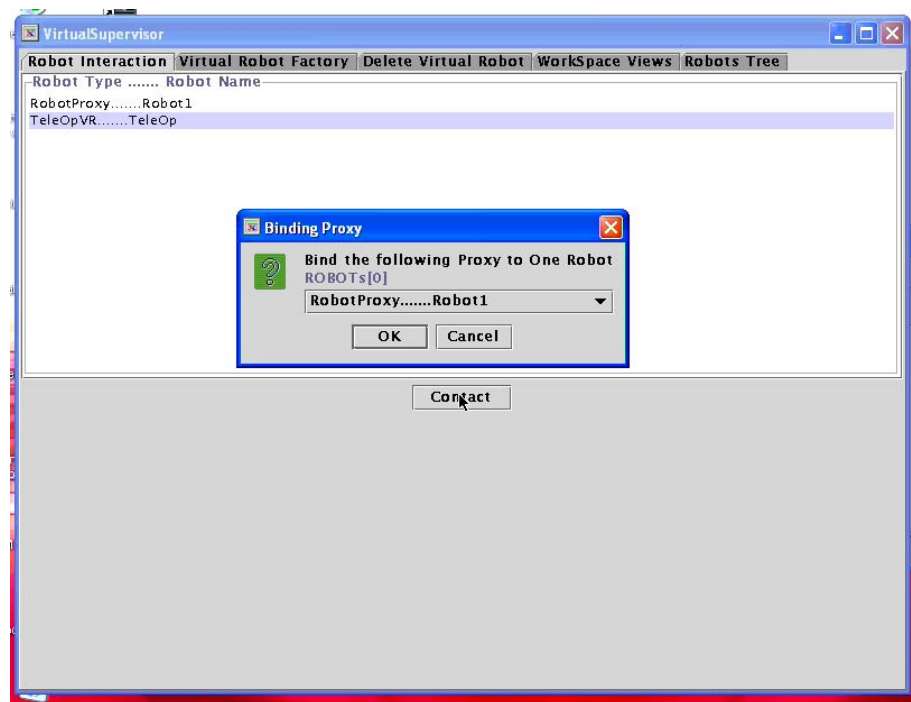 VirtualSupervisor
Robot Interaction Virtual Robot Factory Delete Virtual Robot WorkSpace Views Robots Tree
Robot Type ....... Robot Name
RobotProxy.......Robot1
TeleOpVR.......TeleOp
Binding Proxy
Bind the following Proxy to One Robot
ROBOTs[0]
RobotProxy.......Robot1
OK Cancel
Contact